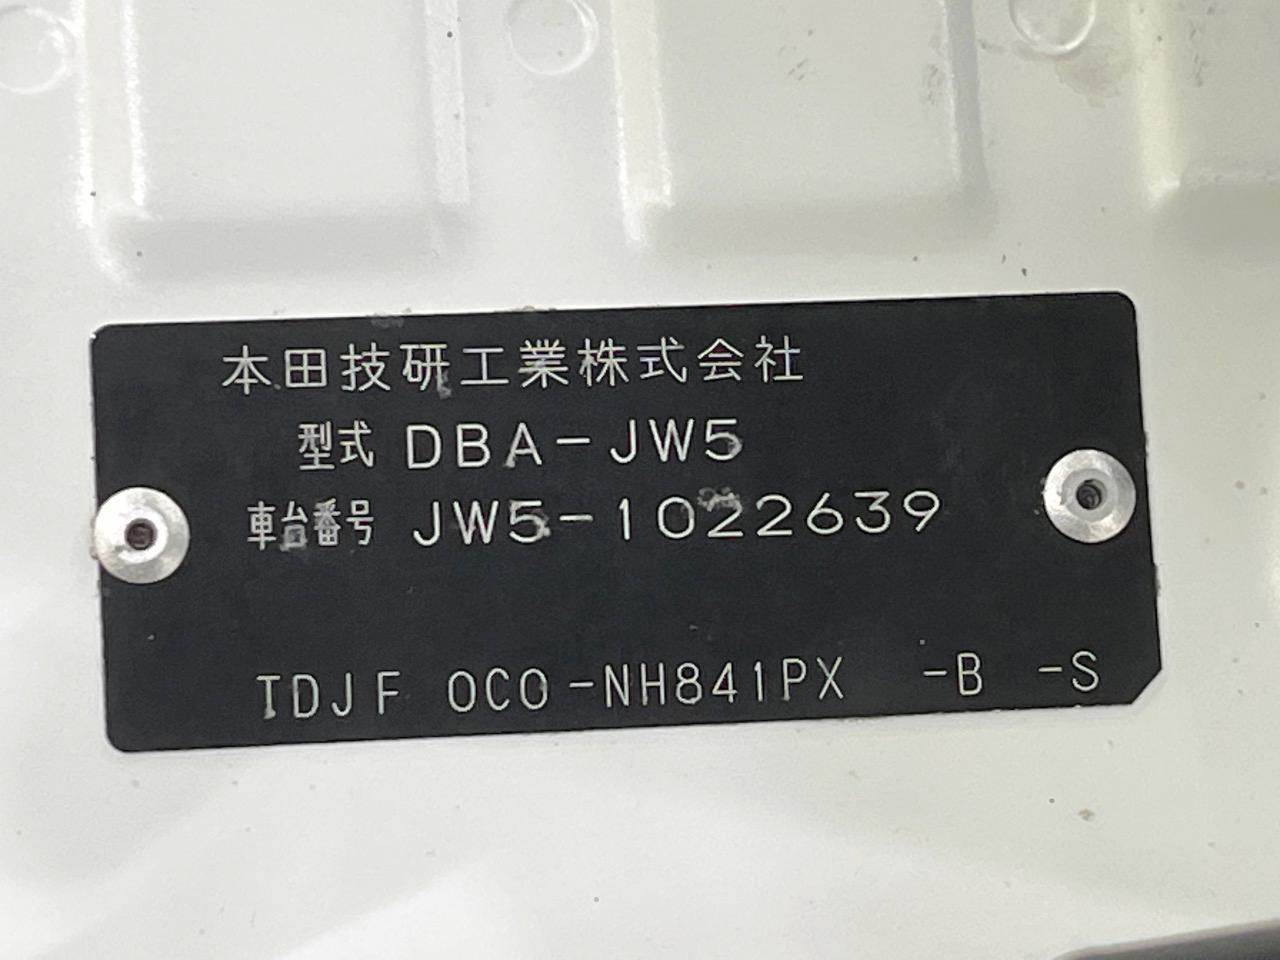 本田技研工業株式会社
型式 DBA-JW5
車台番号 JW5-1022639
TDJF 0C0-NH841PX -B -S